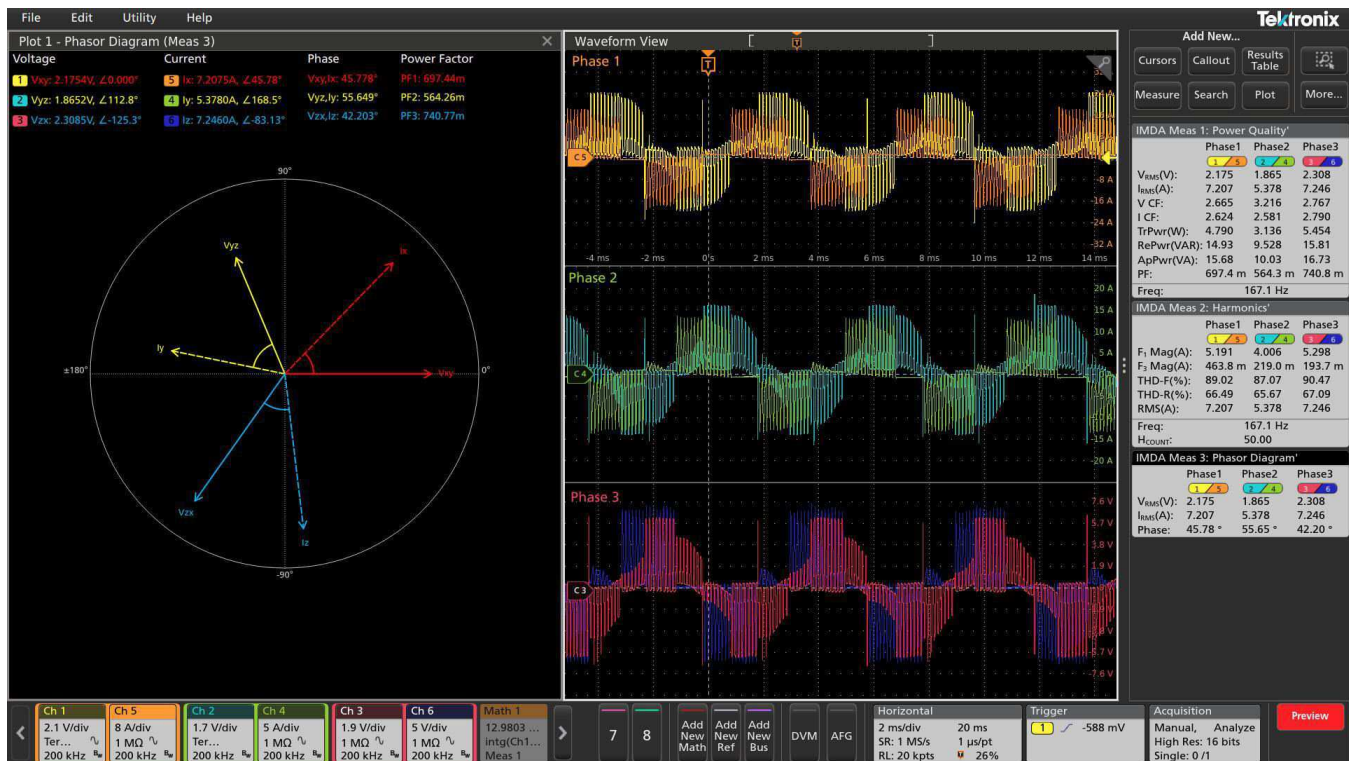 File Edit Utility Help
Tektronix
Plot 1 - Phasor Diagram (Meas 3)
Voltage Current Phase Power Factor
1 Vxy: 2.1754V, ∠0.000° 5 Ix: 7.2075A, ∠45.78° Vxy,Ix: 45.778° PF1: 697.44m
2 Vyz: 1.8652V, ∠112.8° 4 Iy: 5.3780A, ∠168.5° Vyz,Iy: 55.649° PF2: 564.26m
3 Vzx: 2.3085V, ∠-125.3° 6 Iz: 7.2460A, ∠-83.13° Vzx,Iz: 42.203° PF3: 740.77m
90°
Vyz
Ix
Iy
±180°
Vxy
0°
Vzx
Iz
-90°
Waveform View
T
Phase 1
T
C 5
-8 A
-16 A
-24 A
-32 A
-4 ms -2 ms 0 s 2 ms 4 ms 6 ms 8 ms 10 ms 12 ms 14 ms
Phase 2
20 A
15 A
10 A
5 A
C 4
-15 A
-20 A
Phase 3
7.6 V
5.7 V
3.8 V
1.9 V
C 3
-5.7 V
-7.6 V
Add New...
Cursors Callout Results Table
Measure Search Plot More...
IMDA Meas 1: Power Quality'
Phase1 Phase2 Phase3
1 / 5 2 / 4 3 / 6
VRMS(V): 2.175 1.865 2.308
IRMS(A): 7.207 5.378 7.246
V CF: 2.665 3.216 2.767
I CF: 2.624 2.581 2.790
TrPwr(W): 4.790 3.136 5.454
RePwr(VAR): 14.93 9.528 15.81
ApPwr(VA): 15.68 10.03 16.73
PF: 697.4 m 564.3 m 740.8 m
Freq: 167.1 Hz
IMDA Meas 2: Harmonics'
Phase1 Phase2 Phase3
1 / 5 2 / 4 3 / 6
F1 Mag(A): 5.191 4.006 5.298
F3 Mag(A): 463.8 m 219.0 m 193.7 m
THD-F(%): 89.02 87.07 90.47
THD-R(%): 66.49 65.67 67.09
RMS(A): 7.207 5.378 7.246
Freq: 167.1 Hz
HCOUNT: 50.00
IMDA Meas 3: Phasor Diagram'
Phase1 Phase2 Phase3
1 / 5 2 / 4 3 / 6
VRMS(V): 2.175 1.865 2.308
IRMS(A): 7.207 5.378 7.246
Phase: 45.78 ° 55.65 ° 42.20 °
Ch 1 Ch 5 Ch 2 Ch 4 Ch 3 Ch 6 Math 1
2.1 V/div 8 A/div 1.7 V/div 5 A/div 1.9 V/div 5 V/div 12.9803 ...
Ter... 1 MΩ Ter... 1 MΩ 1 MΩ 1 MΩ intg(Ch1...
200 kHz Bw 200 kHz Bw 200 kHz Bw 200 kHz Bw 200 kHz Bw 200 kHz Bw Meas 1
7 8
Add New Math
Add New Ref
Add New Bus
DVM AFG
Horizontal
2 ms/div 20 ms
SR: 1 MS/s 1 µs/pt
RL: 20 kpts 26%
Trigger
1 -588 mV
Acquisition
Manual, Analyze
High Res: 16 bits
Single: 0 /1
Preview